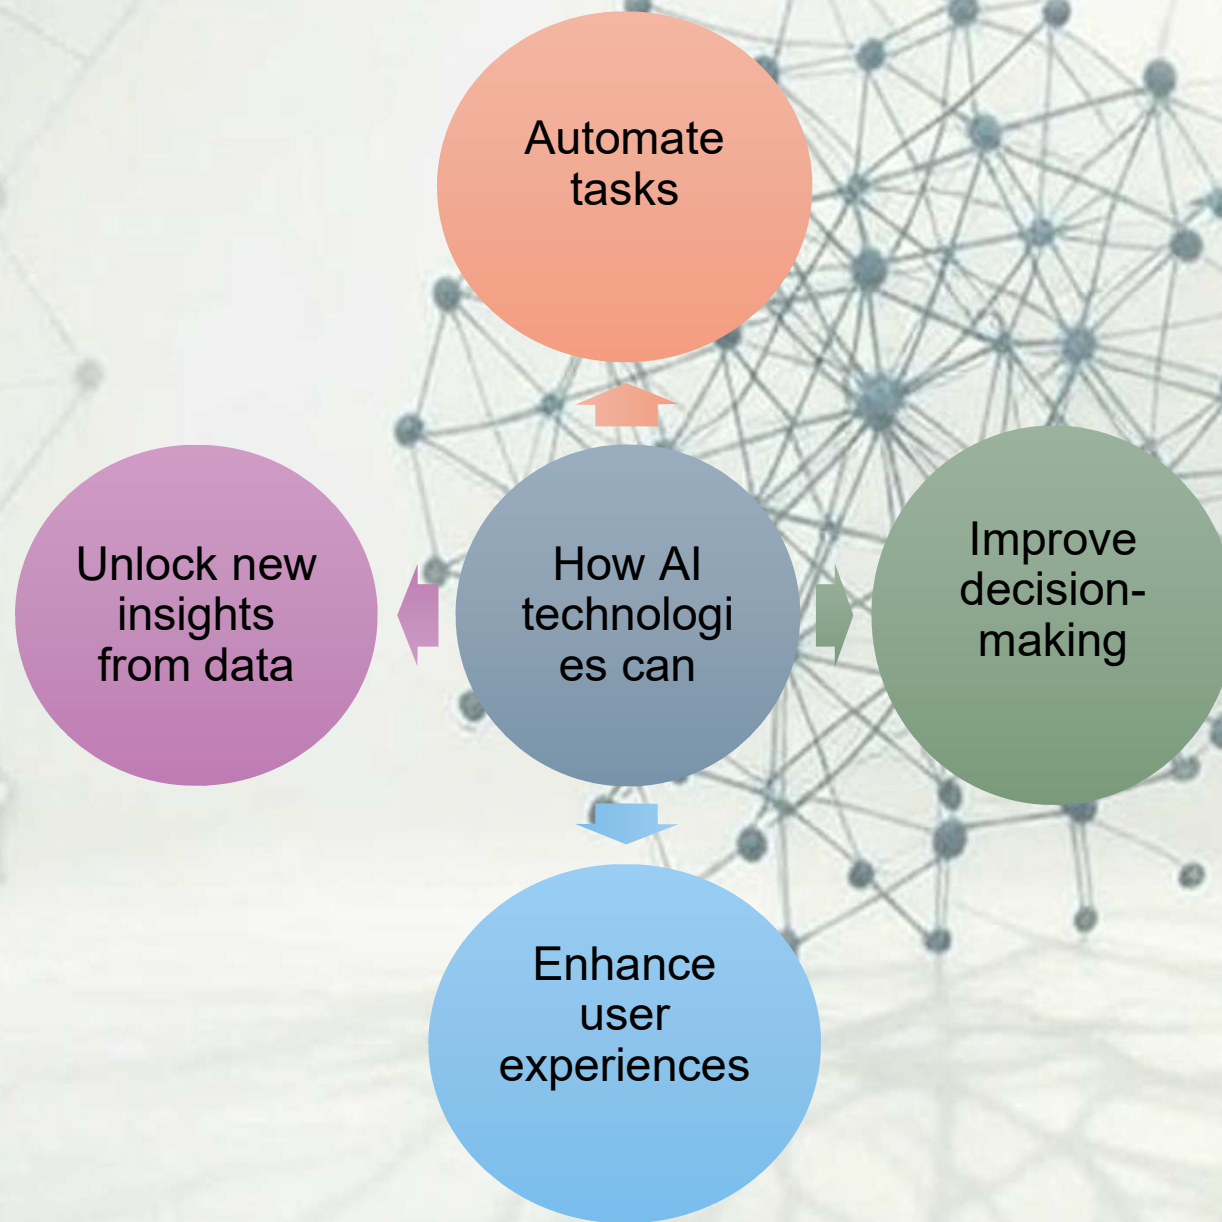 Automate
tasks
Unlock new
insights
from data
How AI
technologi
es can
Improve
decision-
making
Enhance
user
experiences